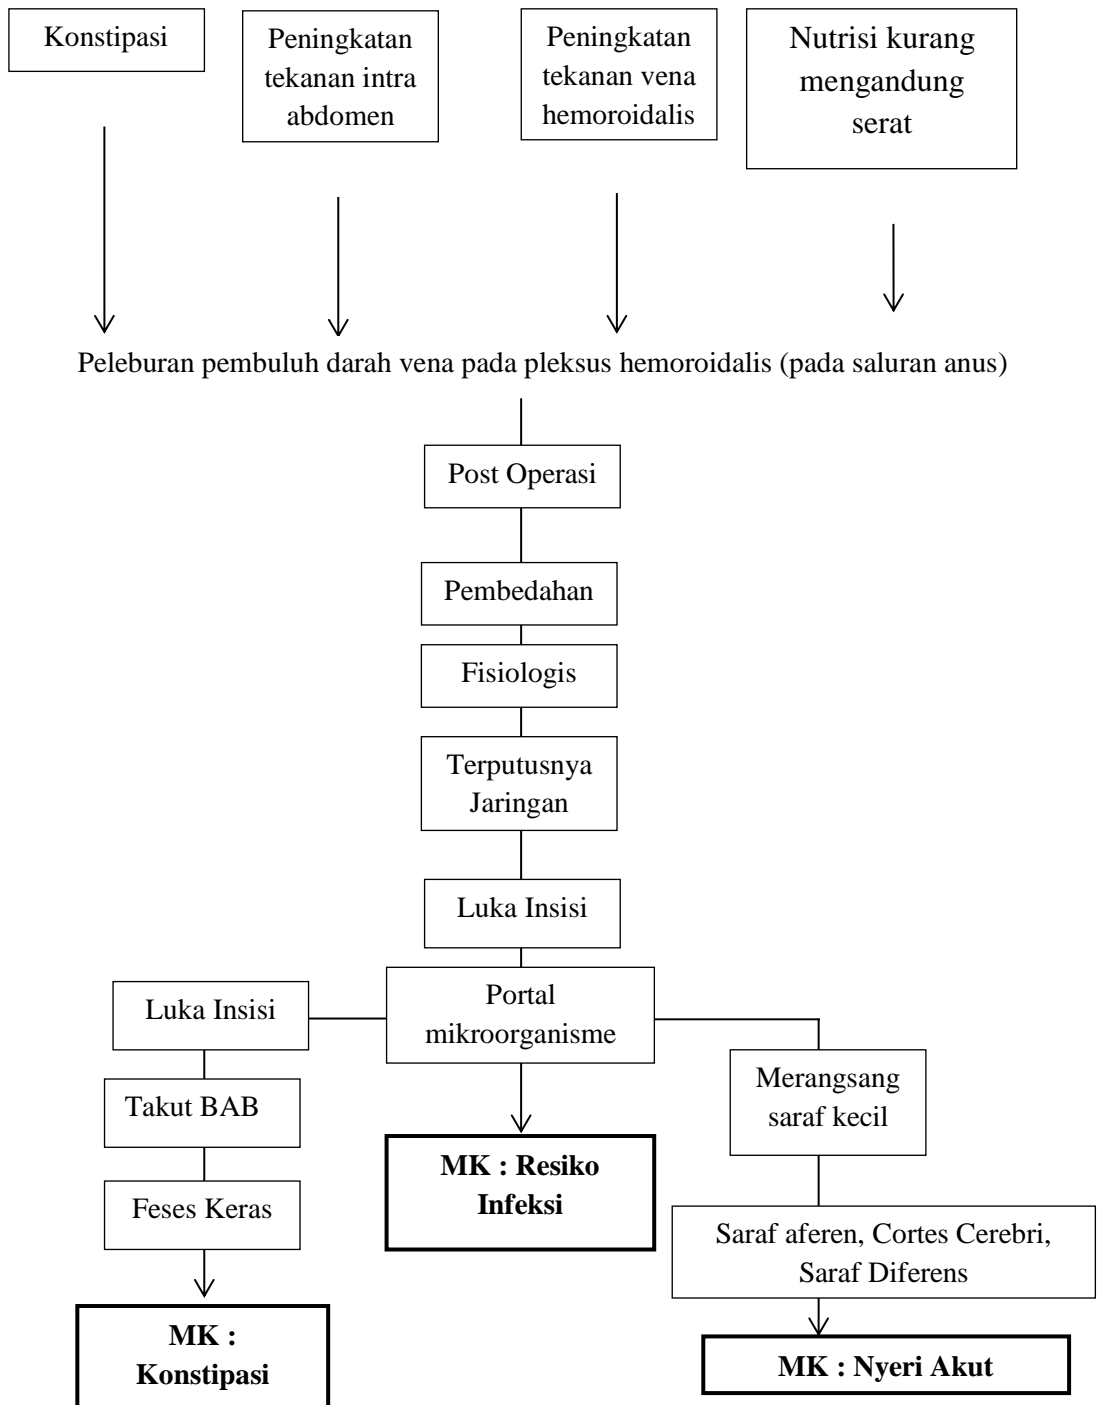 Konstipasi
Peningkatan
tekanan intra
abdomen
Peningkatan
tekanan vena
hemoroidalis
Nutrisi kurang
mengandung
serat
Peleburan pembuluh darah vena pada pleksus hemoroidalis (pada saluran anus)
Post Operasi
Pembedahan
Fisiologis
Terputusnya
Jaringan
Luka Insisi
Portal
mikroorganisme
Luka Insisi
Takut BAB
Feses Keras
MK :
Konstipasi
MK : Resiko
Infeksi
Merangsang
saraf kecil
Saraf aferen, Cortes Cerebri,
Saraf Diferens
MK : Nyeri Akut